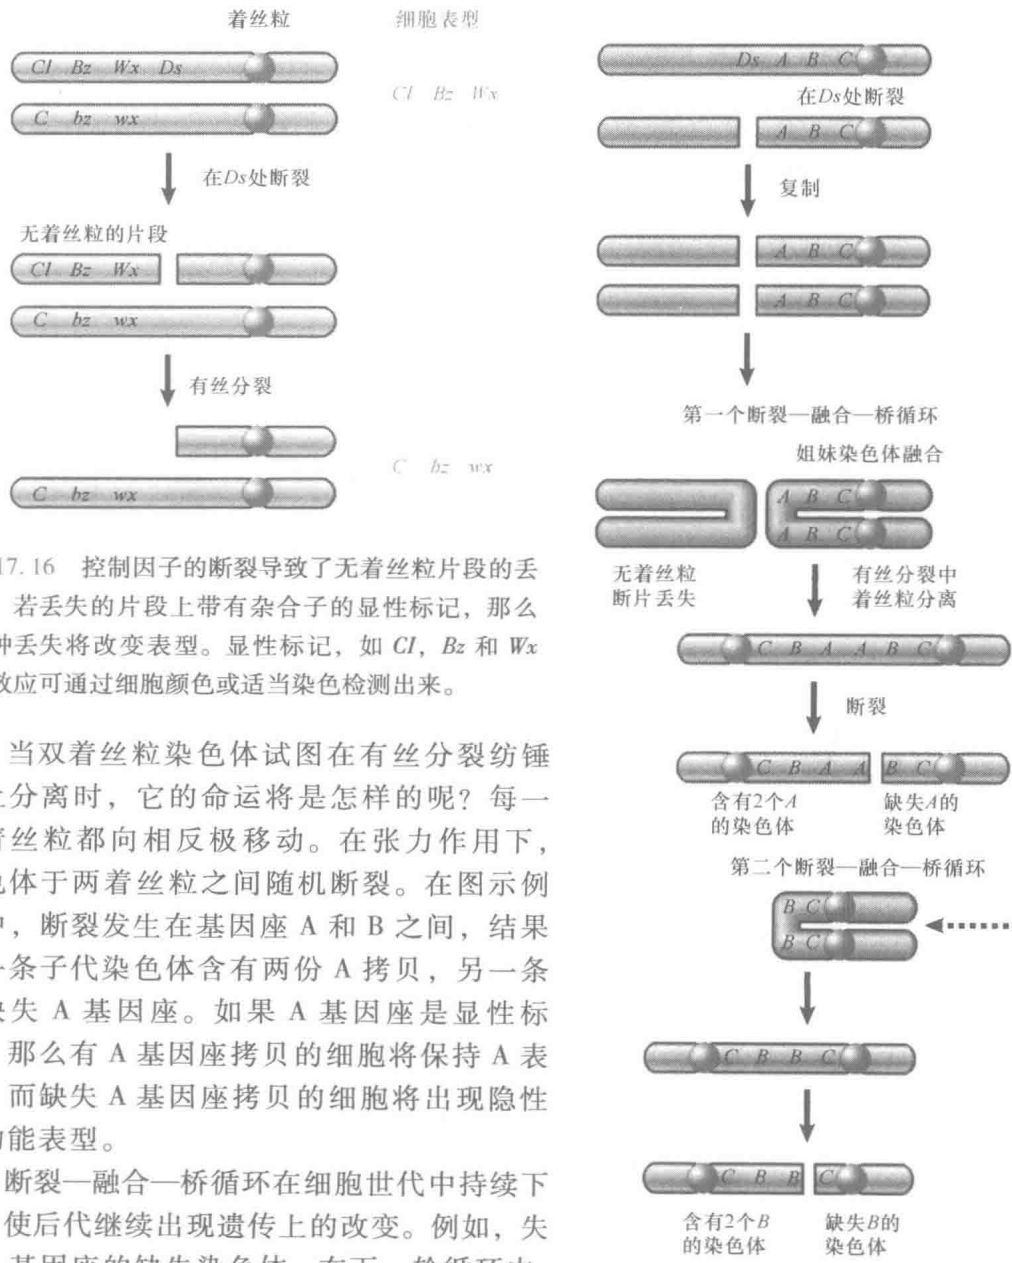 着丝粒
细胞表型
Cl Bz Wx Ds
C bz wx
Cl Bz Wx
在Ds处断裂
无着丝粒的片段
Cl Bz Wx
C bz wx
有丝分裂
C bz wx
C bz wx
17.16 控制因子的断裂导致了无着丝粒片段的丢
若丢失的片段上带有杂合子的显性标记，那么
种丢失将改变表型。显性标记，如 Cl，Bz 和 Wx
效应可通过细胞颜色或适当染色检测出来。
当双着丝粒染色体试图在有丝分裂纺锤
上分离时，它的命运将是怎样的呢？每一
着丝粒都向相反极移动。在张力作用下，
色体于两着丝粒之间随机断裂。在图示例
中，断裂发生在基因座 A 和 B 之间，结果
一条子代染色体含有两份 A 拷贝，另一条
缺失 A 基因座。如果 A 基因座是显性标
那么有 A 基因座拷贝的细胞将保持 A 表
而缺失 A 基因座拷贝的细胞将出现隐性
功能表型。
断裂—融合—桥循环在细胞世代中持续下
使后代继续出现遗传上的改变。例如，失
Ds A B C
在Ds处断裂
A B C
复制
A B C
A B C
第一个断裂—融合—桥循环
姐妹染色体融合
A B C
A B C
无着丝粒
断片丢失
有丝分裂中
着丝粒分离
C B A A B C
断裂
C B A A B C
含有2个A
的染色体
缺失A的
染色体
第二个断裂—融合—桥循环
B C
B C
C B B C
C B B C
含有2个B
的染色体
缺失B的
染色体